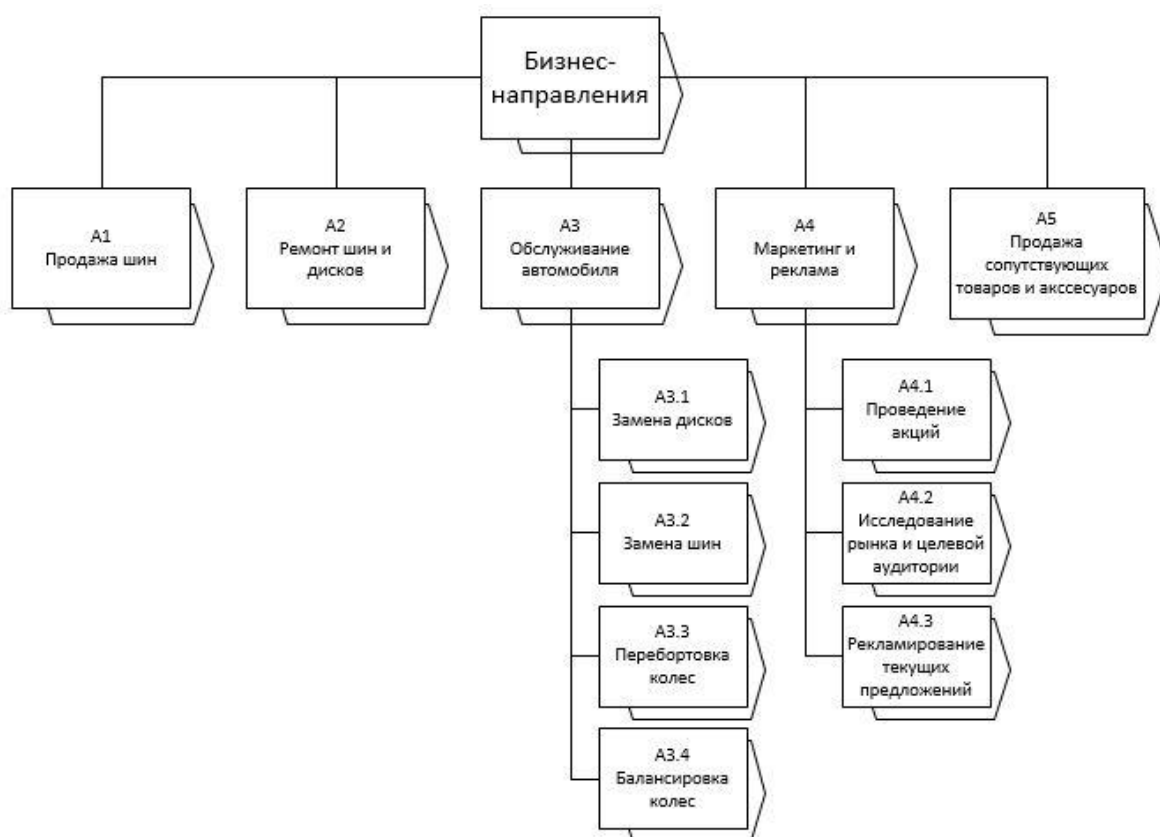 Бизнес-
направления
А1
Продажа шин
А2
Ремонт шин и
дисков
А3
Обслуживание
автомобиля
А4
Маркетинг и
реклама
А5
Продажа
сопутствующих
товаров и акссесуаров
А3.1
Замена дисков
А3.2
Замена шин
А3.3
Перебортовка
колес
А3.4
Балансировка
колес
А4.1
Проведение
акций
А4.2
Исследование
рынка и целевой
аудитории
А4.3
Рекламирование
текущих
предложений